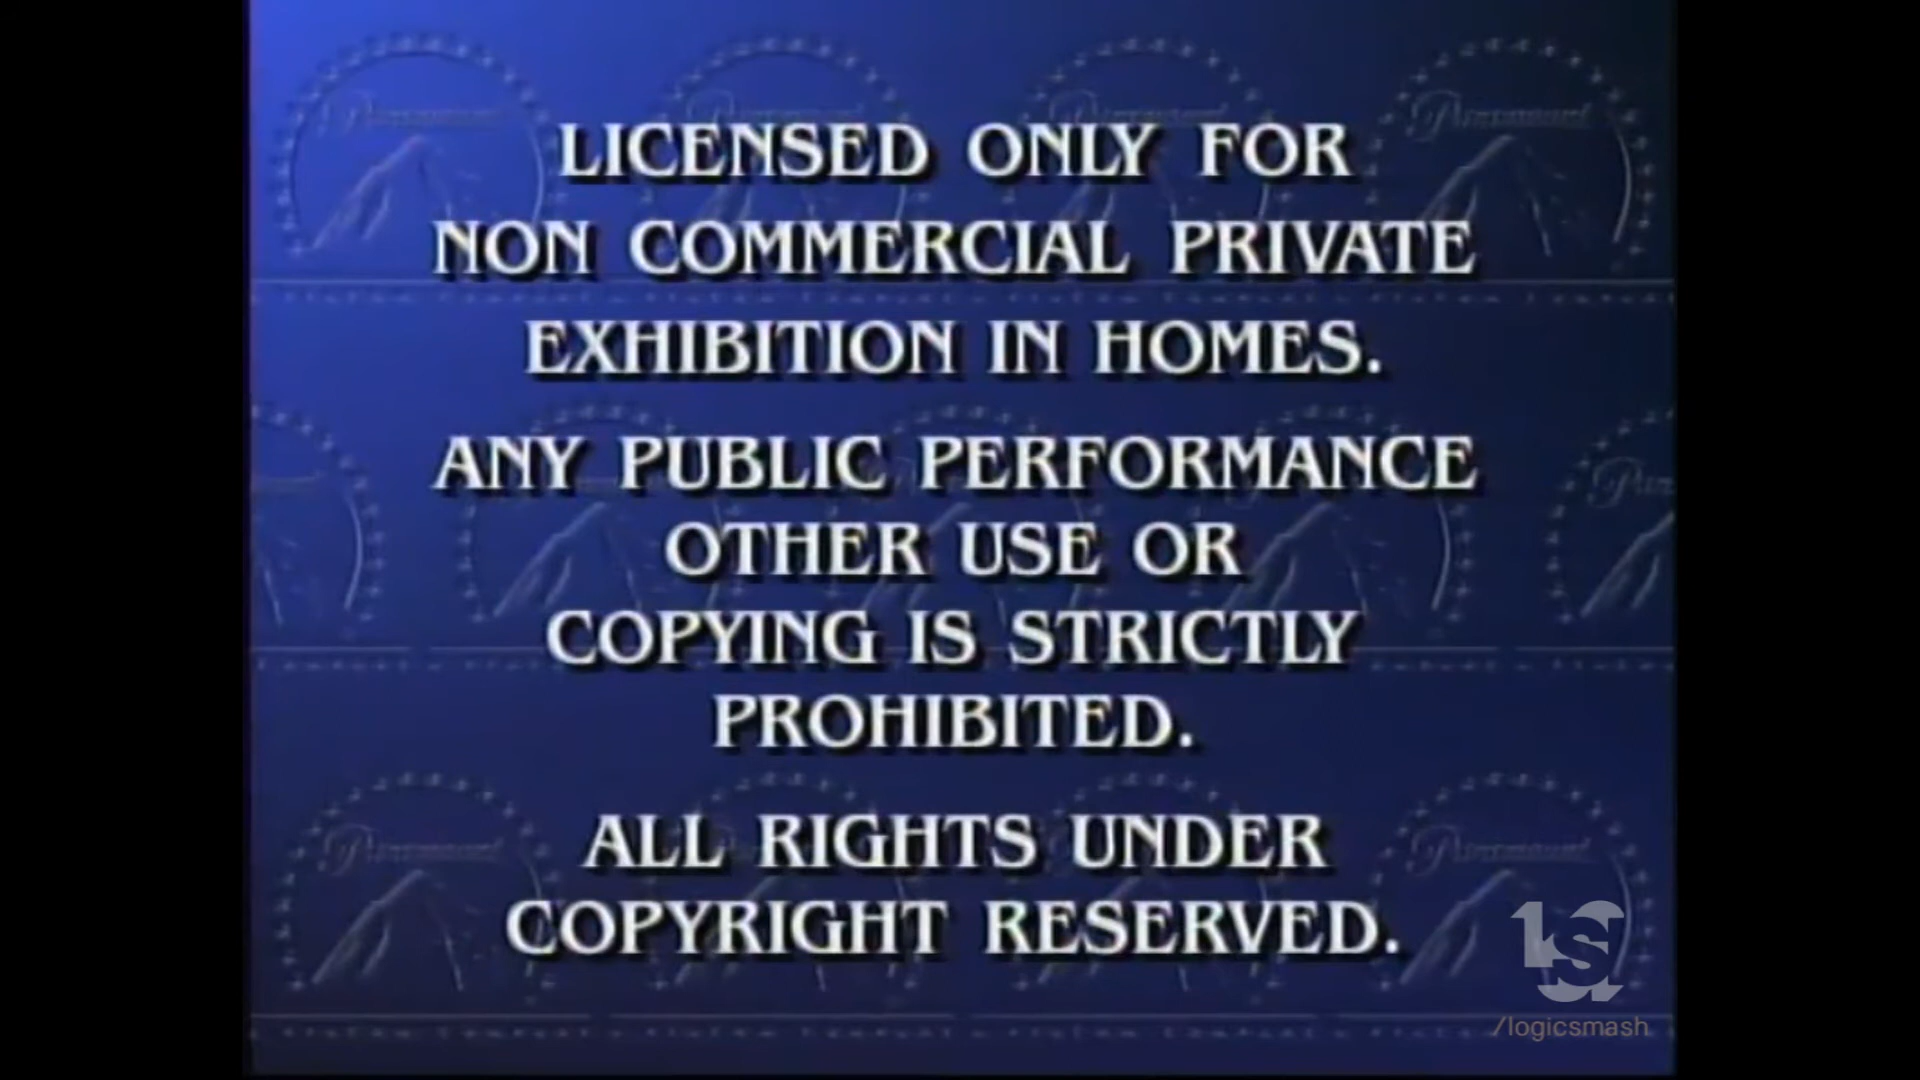 LICENSED ONLY FOR
NON COMMERCIAL PRIVATE
EXHIBITION IN HOMES.
ANY PUBLIC PERFORMANCE
OTHER USE OR
COPYING IS STRICTLY
PROHIBITED.
ALL RIGHTS UNDER
COPYRIGHT RESERVED.
Paramount
/logicsmash